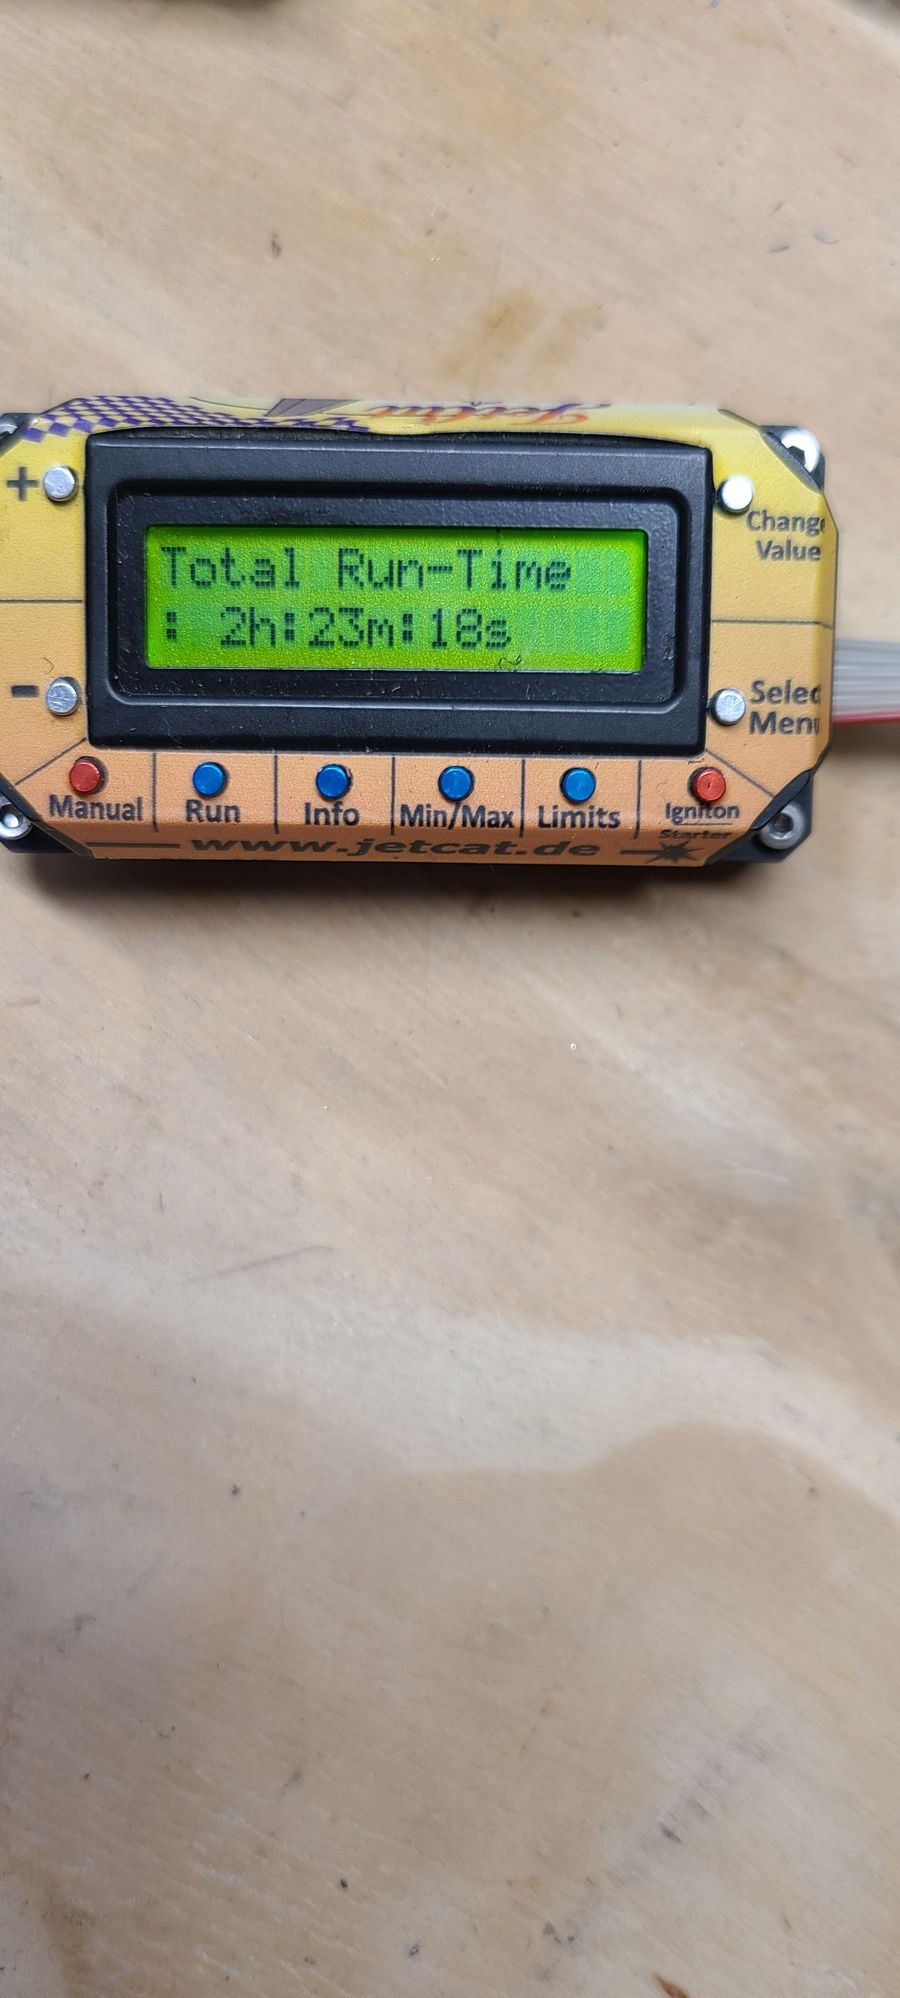 JetCat
+
Change
Value
Total Run-Time
: 2h:23m:18s
-
Select
Menu
Manual
Run
Info
Min/Max
Limits
Igniton
Starter
www.jetcat.de